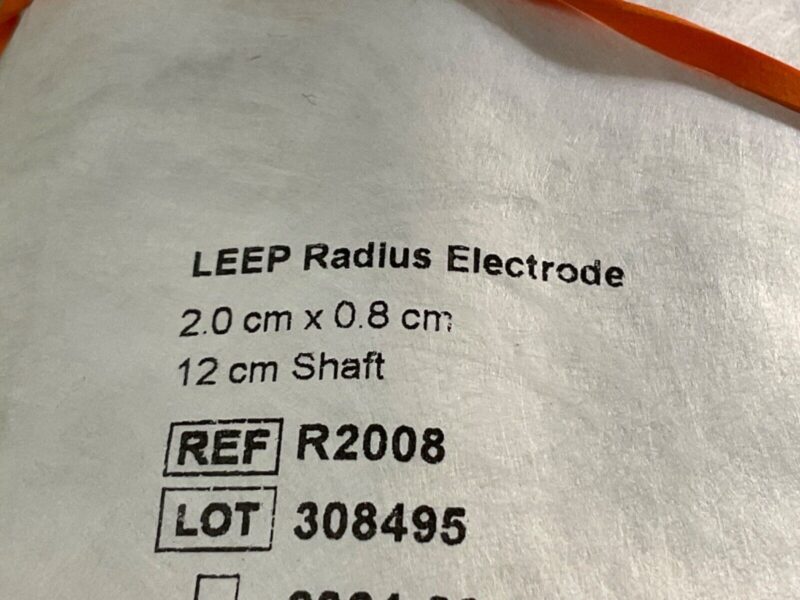 LEEP Radius Electrode
2.0 cm x 0.8 cm
12 cm Shaft
REF R2008
LOT 308495